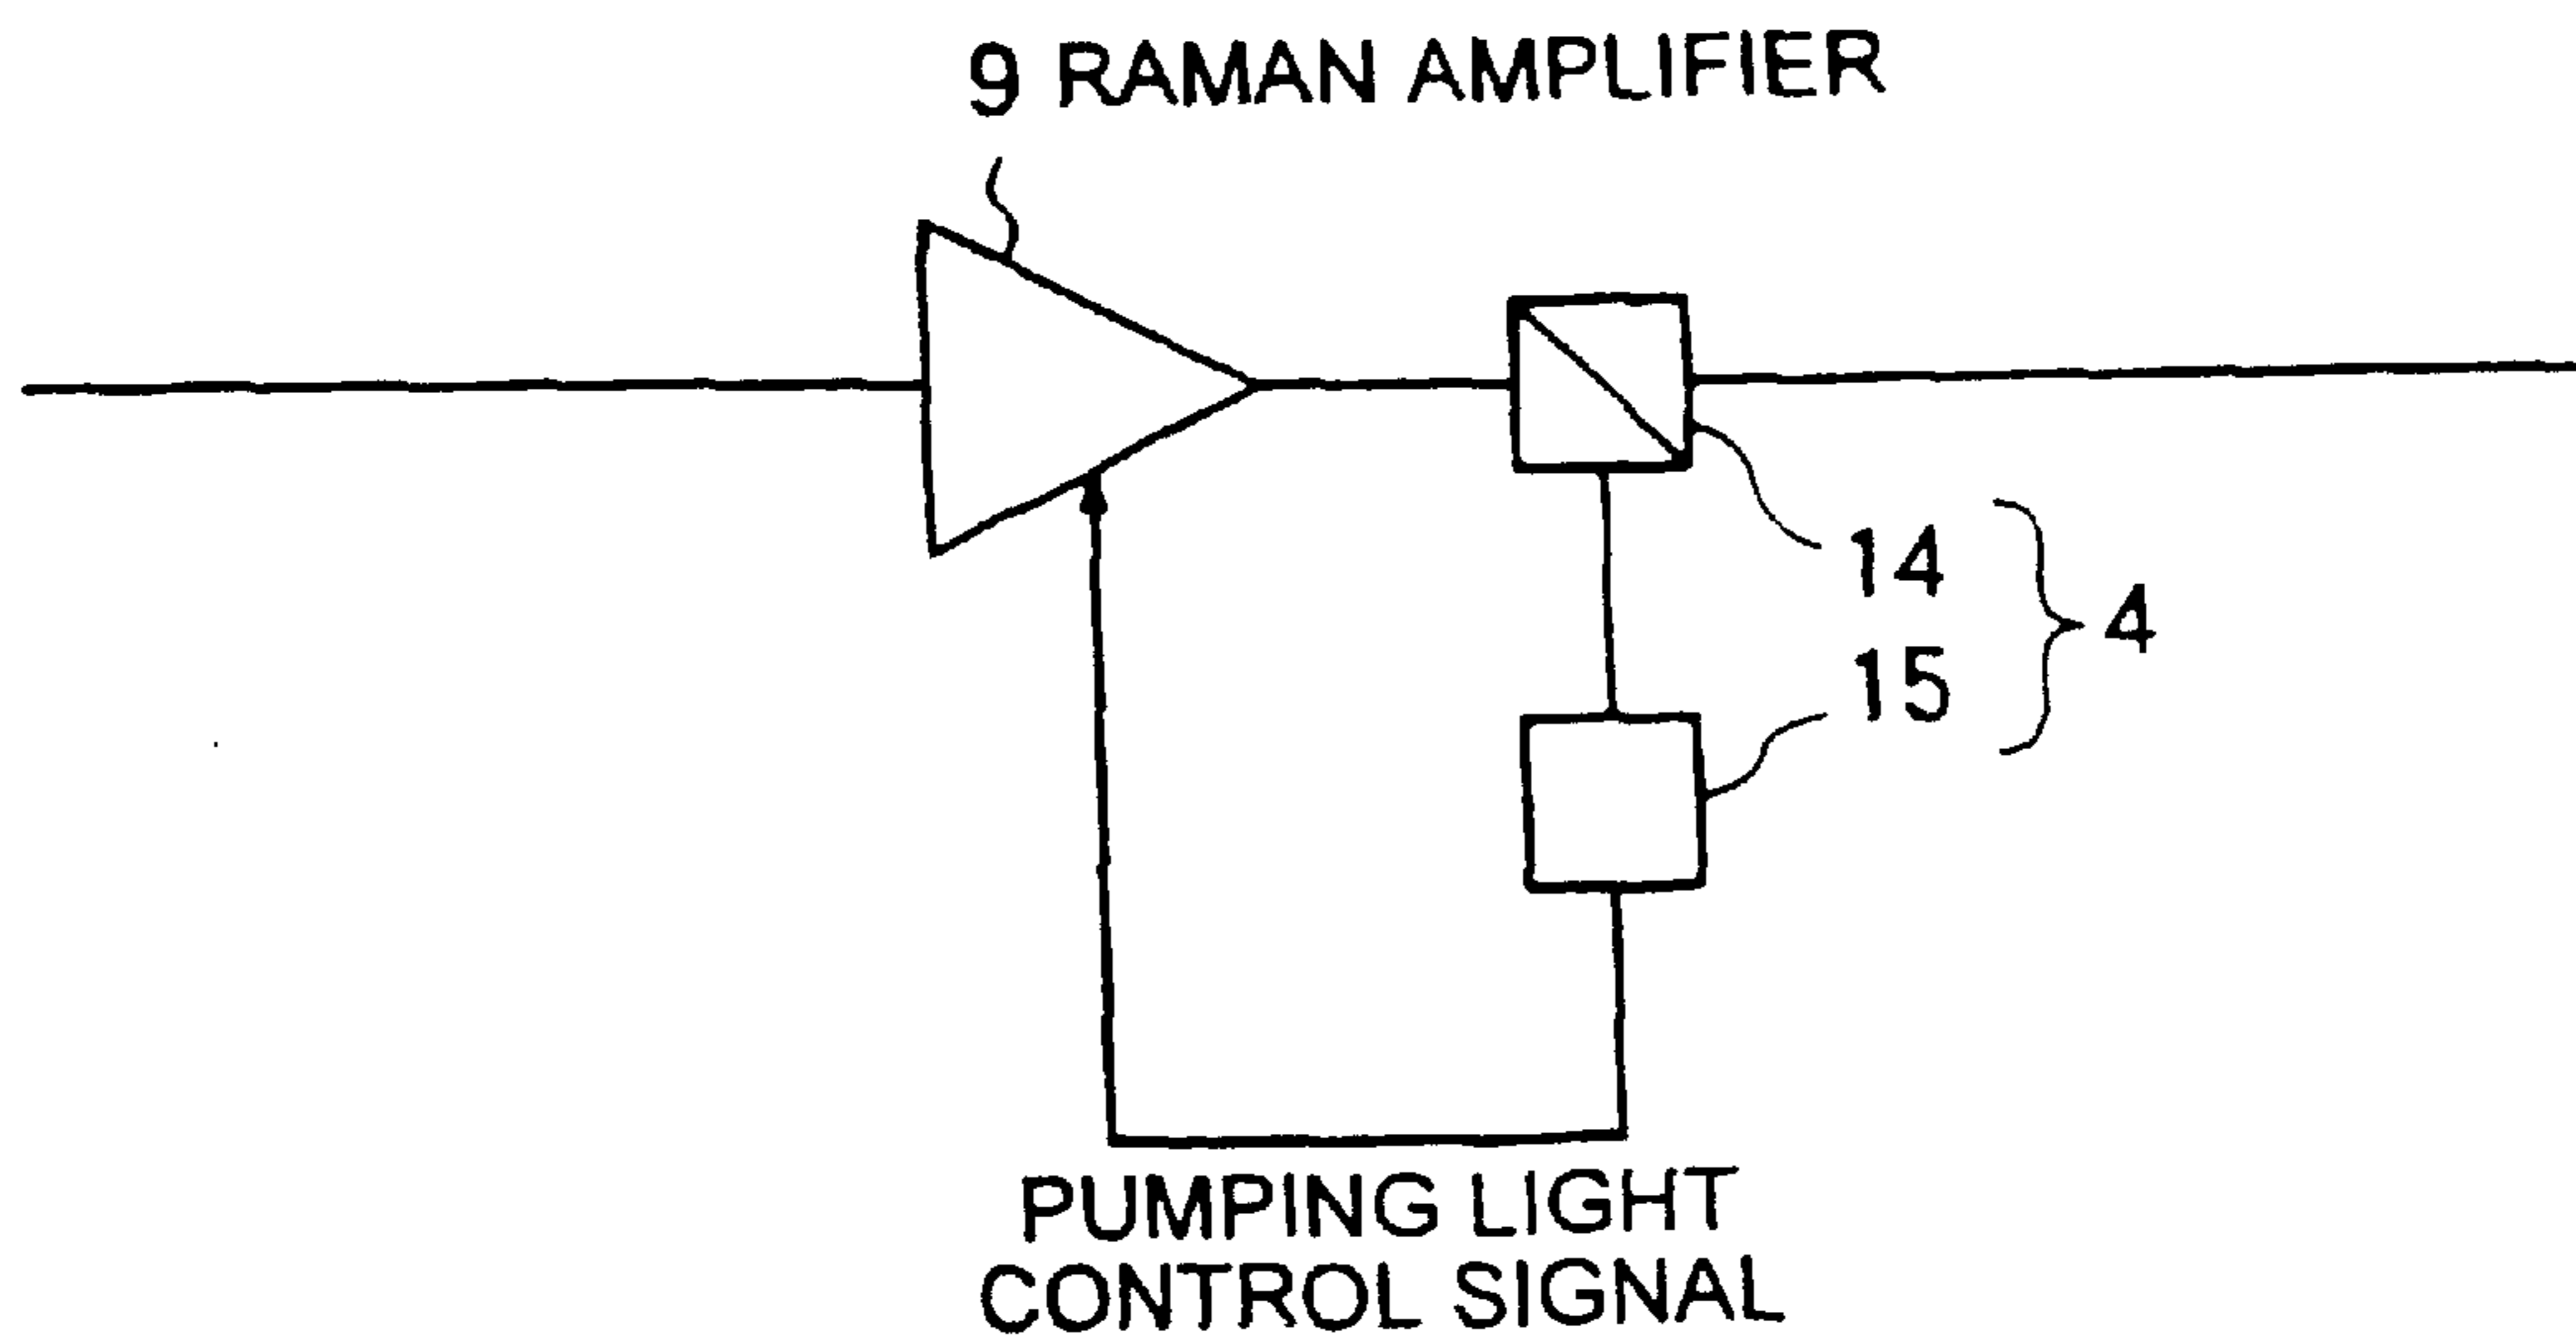 9 RAMAN AMPLIFIER
14
4
15
PUMPING LIGHT
CONTROL SIGNAL